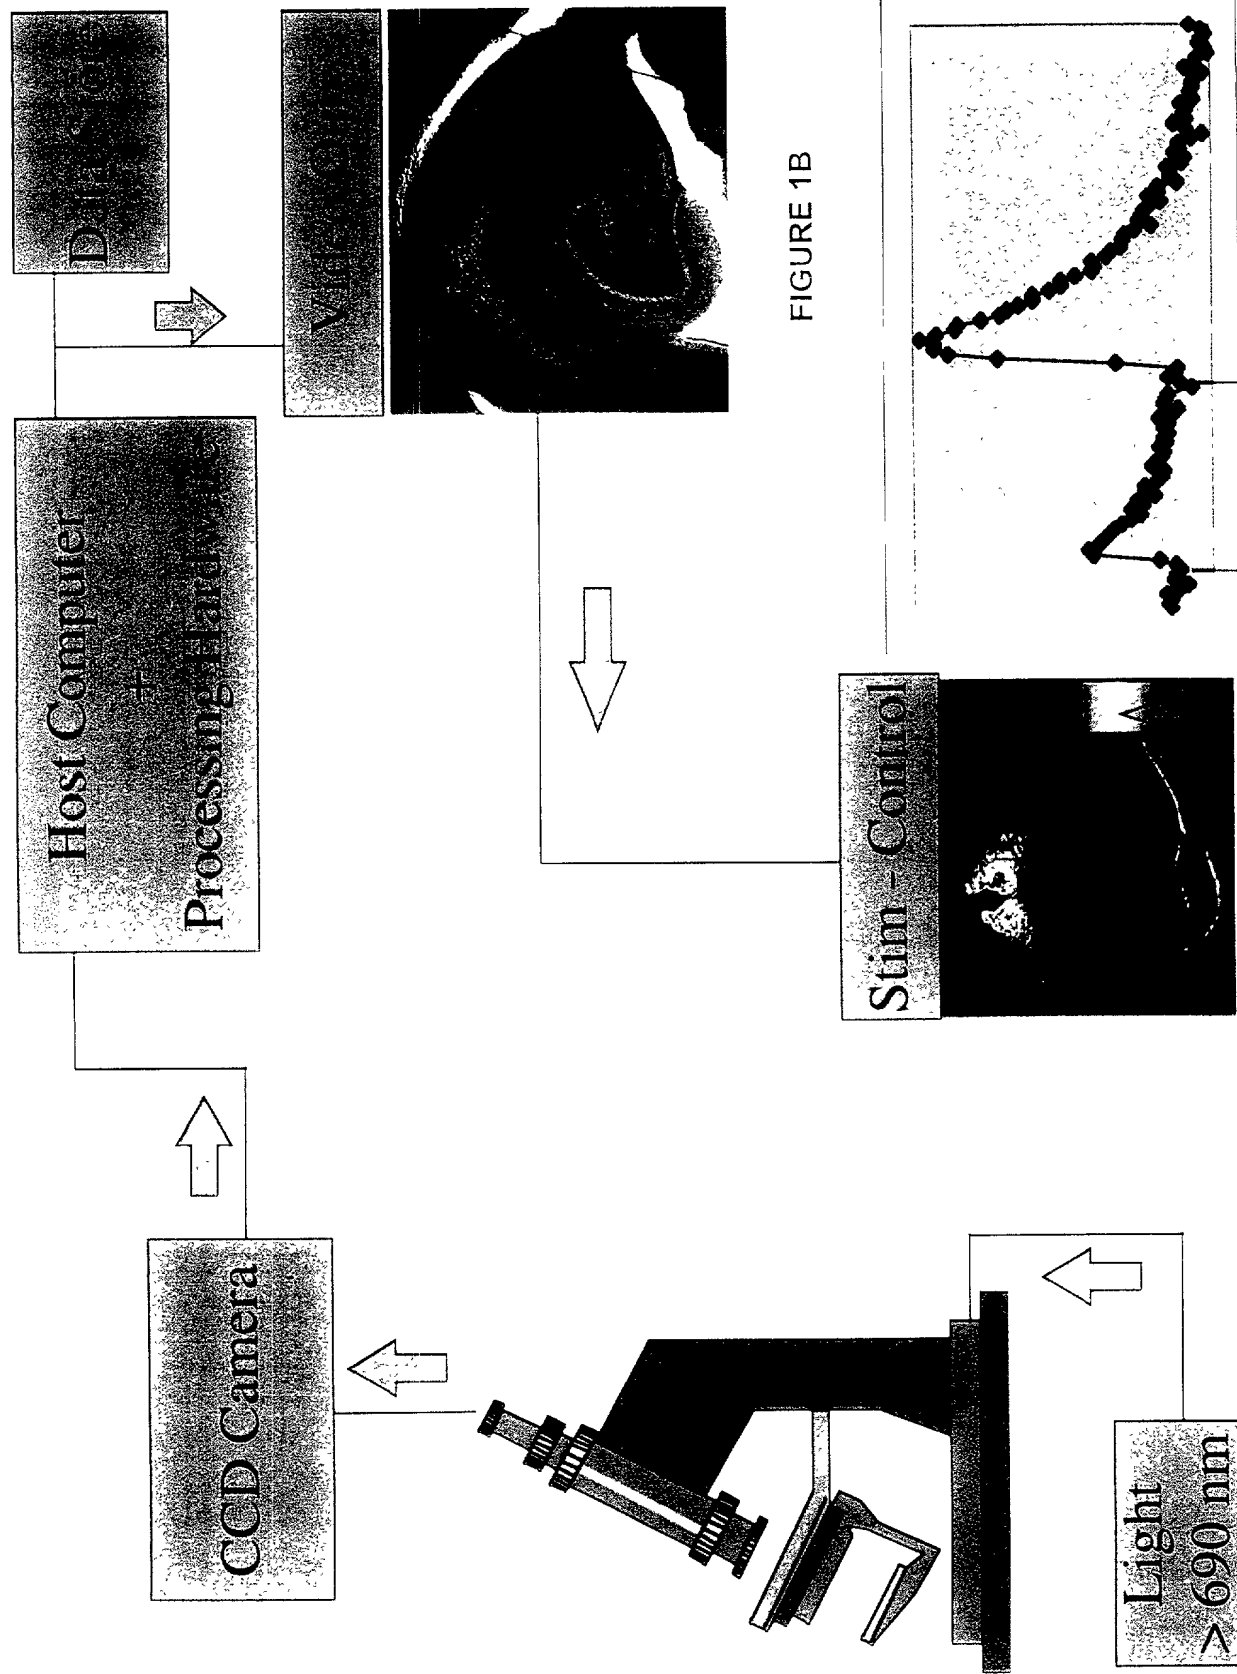 CCD Camera
Host Computer
+
Processing Hardware
Light
> 690 nm
Stim - Control
FIGURE 1B